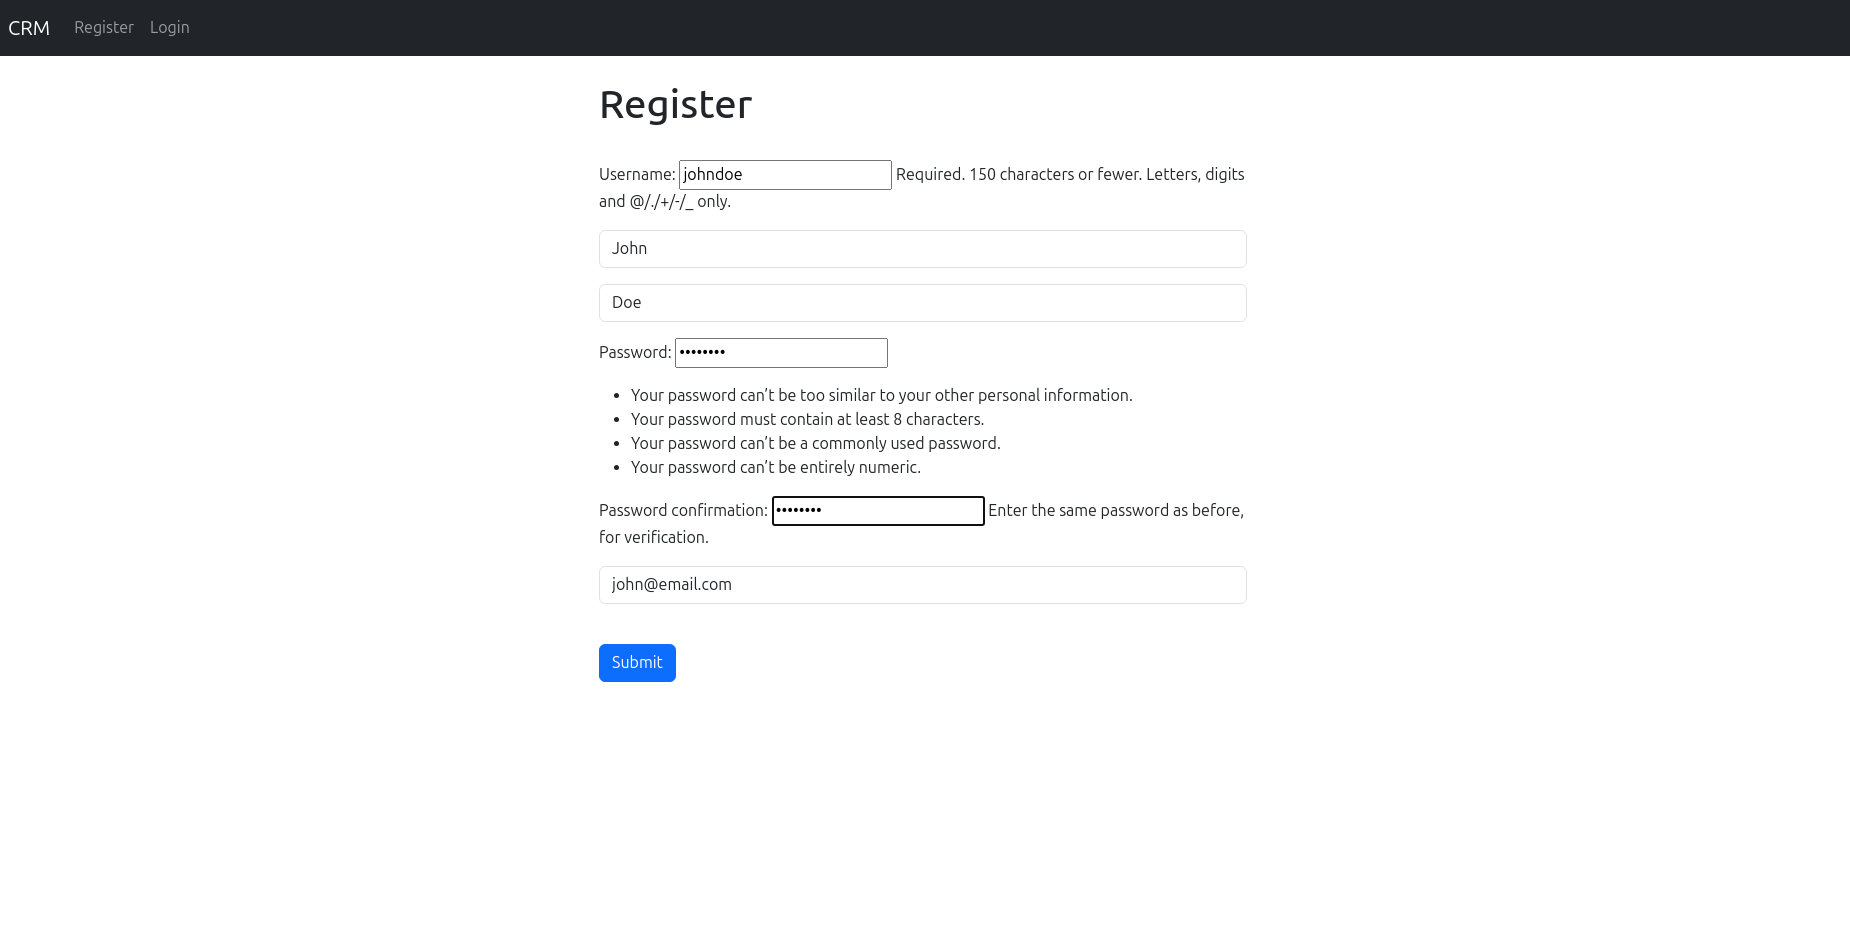 CRM Register Login
Register
Username: johndoe Required. 150 characters or fewer. Letters, digits
and @/./+/-/_ only.
John
Doe
Password: ••••••••
Your password can’t be too similar to your other personal information.
Your password must contain at least 8 characters.
Your password can’t be a commonly used password.
Your password can’t be entirely numeric.
Password confirmation: •••••••• Enter the same password as before,
for verification.
john@email.com
Submit